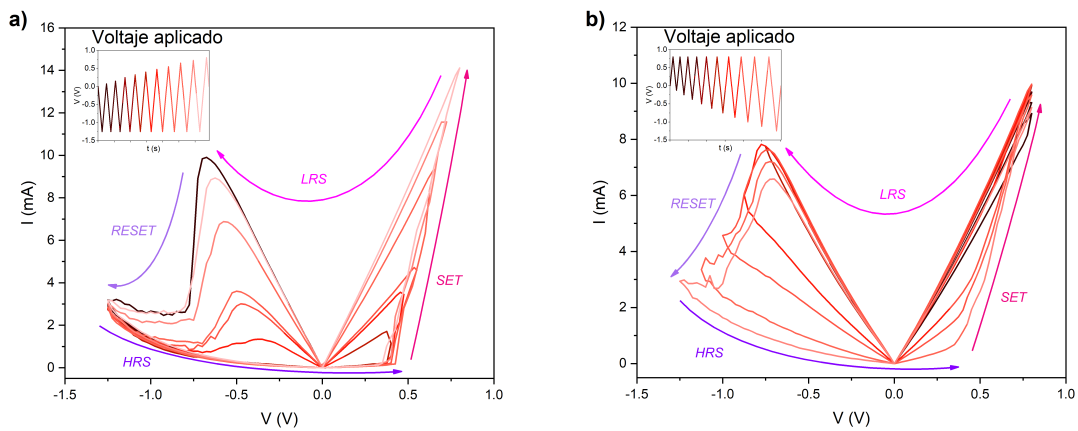 a)
Voltaje aplicado
1.0
0.5
0.0
-0.5
-1.0
-1.5
V (V)
t (s)
16
14
12
10
8
6
4
2
0
I (mA)
LRS
RESET
SET
HRS
-1.5 -1.0 -0.5 0.0 0.5 1.0
V (V)
b)
Voltaje aplicado
1.0
0.5
0.0
-0.5
-1.0
-1.5
V (V)
t (s)
12
10
8
6
4
2
0
I (mA)
LRS
RESET
SET
HRS
-1.5 -1.0 -0.5 0.0 0.5 1.0
V (V)